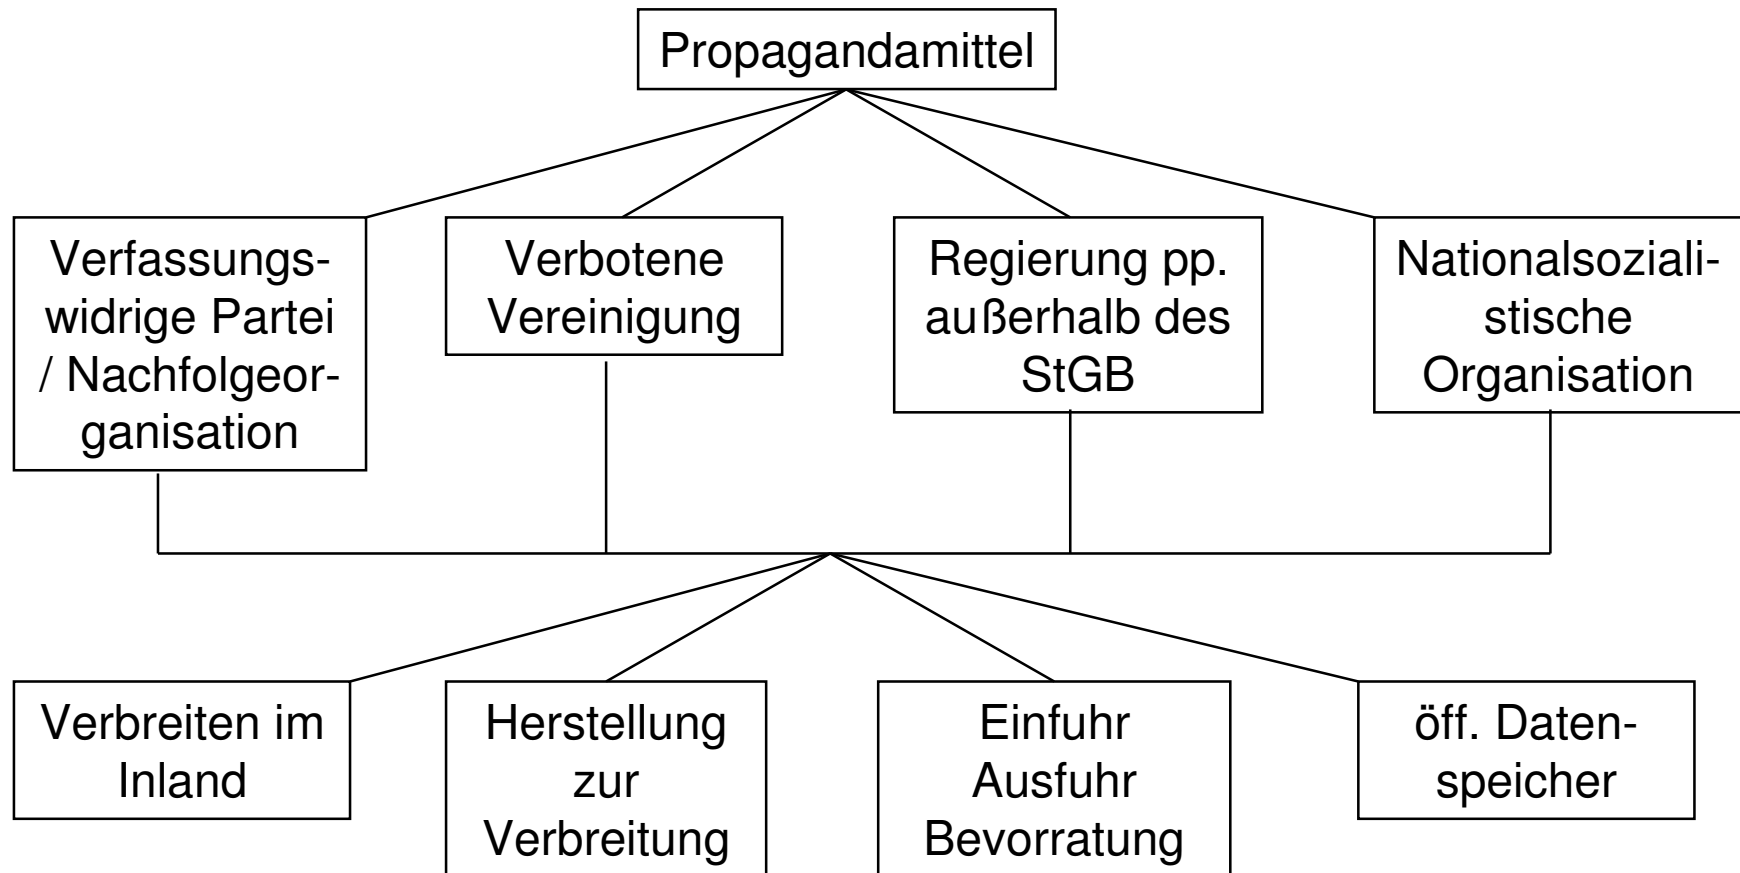 Propagandamittel
Verfassungs-
widrige Partei
/ Nachfolgeor-
ganisation
Verbotene
Vereinigung
Regierung pp.
außerhalb des
StGB
Nationalsoziali-
stische
Organisation
Verbreiten im
Inland
Herstellung
zur
Verbreitung
Einfuhr
Ausfuhr
Bevorratung
öff. Daten-
speicher